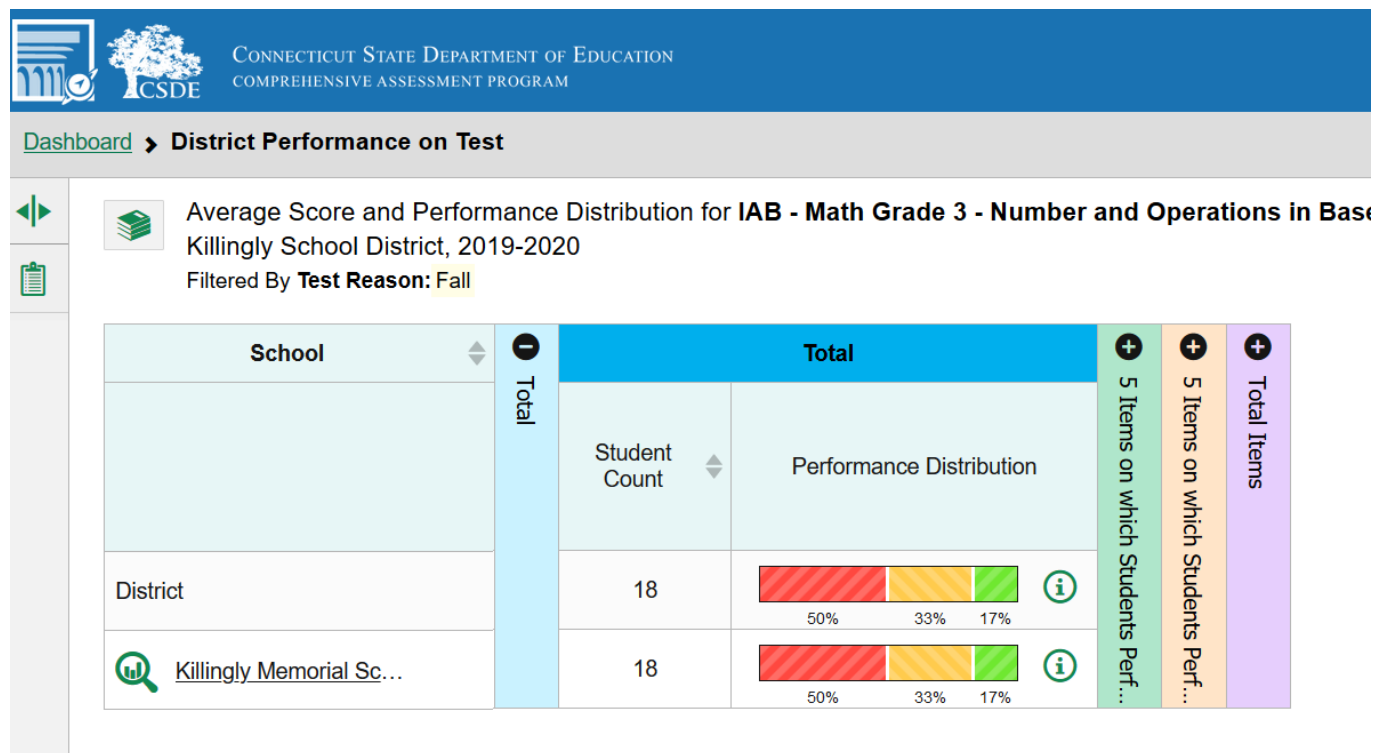 CSDE
CONNECTICUT STATE DEPARTMENT OF EDUCATION
COMPREHENSIVE ASSESSMENT PROGRAM
Dashboard > District Performance on Test
Average Score and Performance Distribution for IAB - Math Grade 3 - Number and Operations in Base
Killingly School District, 2019-2020
Filtered By Test Reason: Fall
School
Total
Total
Student
Count
Performance Distribution
5 Items on which Students Perf...
5 Items on which Students Perf...
Total Items
District
18
50% 33% 17%
Killingly Memorial Sc...
18
50% 33% 17%